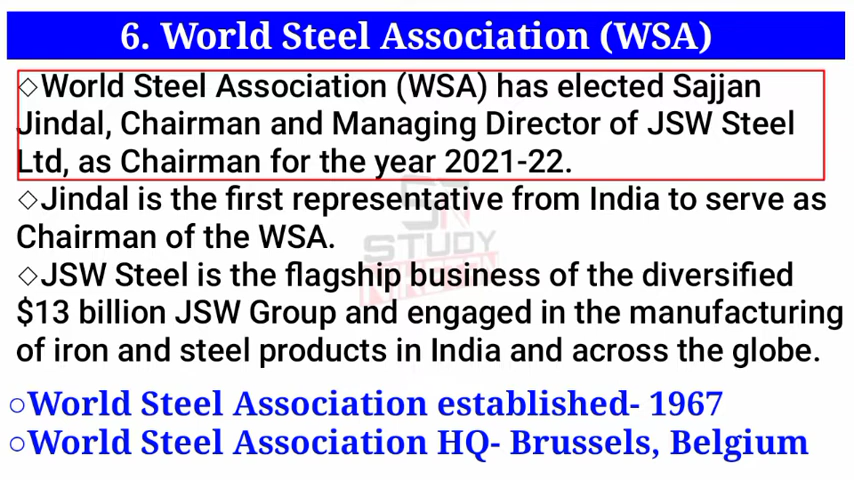 6. World Steel Association (WSA)
◇World Steel Association (WSA) has elected Sajjan
Jindal, Chairman and Managing Director of JSW Steel
Ltd, as Chairman for the year 2021-22.
◇Jindal is the first representative from India to serve as
Chairman of the WSA.
STUDY
◇JSW Steel is the flagship business of the diversified
$13 billion JSW Group and engaged in the manufacturing
of iron and steel products in India and across the globe.
○World Steel Association established- 1967
○World Steel Association HQ- Brussels, Belgium